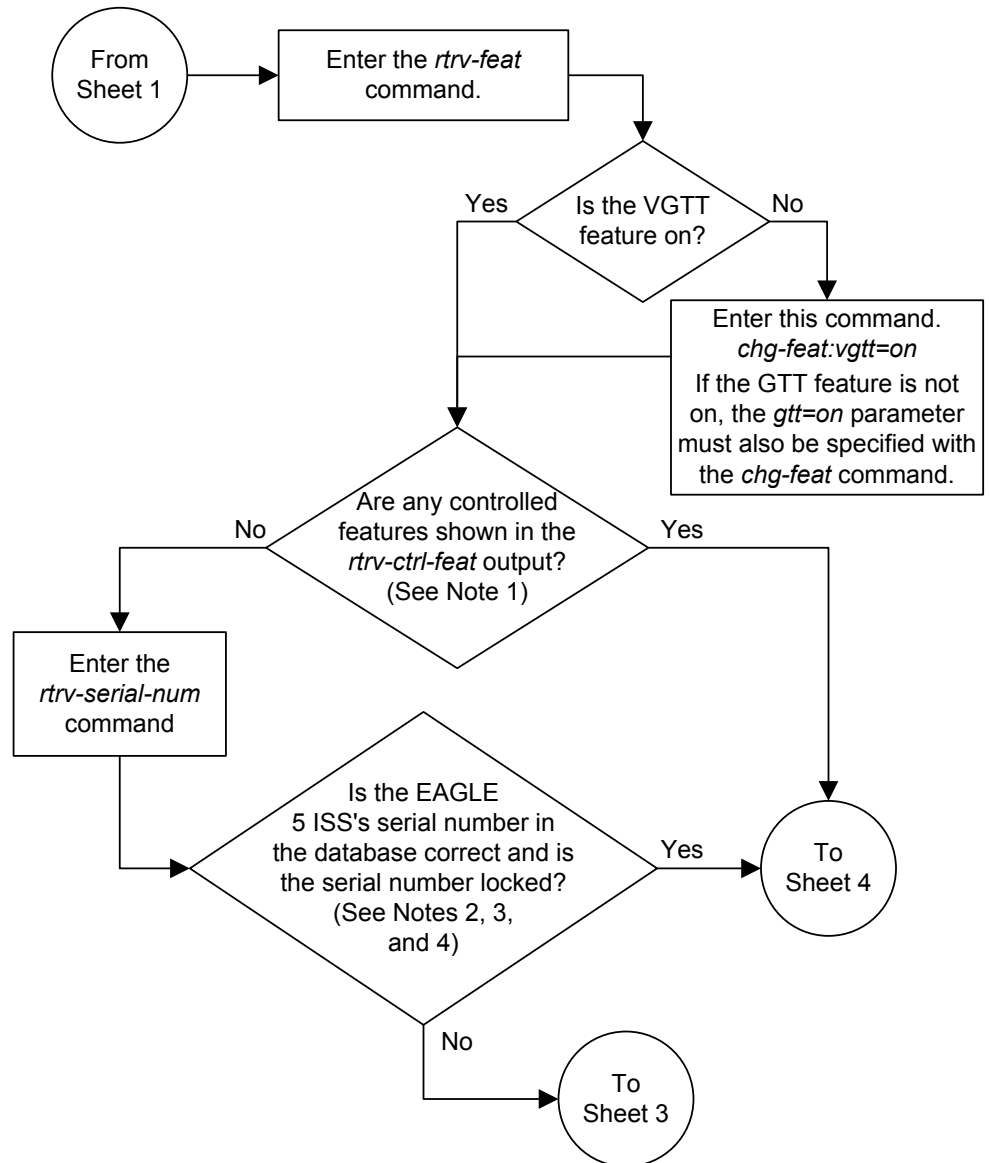 From
Sheet 1
Enter the rtrv-feat
command.
Yes
Is the VGTT
feature on?
No
Enter this command.
chg-feat:vgtt=on
If the GTT feature is not
on, the gtt=on parameter
must also be specified with
the chg-feat command.
No
Are any controlled
features shown in the
rtrv-ctrl-feat output?
(See Note 1)
Yes
Enter the
rtrv-serial-num
command
Is the EAGLE
5 ISS's serial number in
the database correct and is
the serial number locked?
(See Notes 2, 3,
and 4)
Yes
To
Sheet 4
No
To
Sheet 3